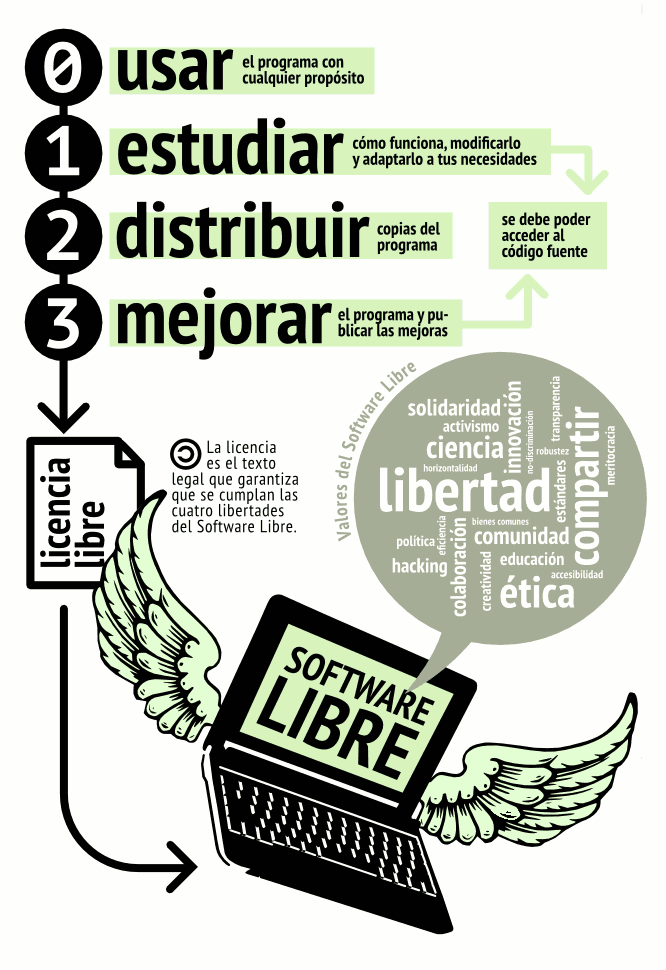 0 usar el programa con
cualquier propósito
1 estudiar cómo funciona, modificarlo
y adaptarlo a tus necesidades
2 distribuir copias del
programa
se debe poder
acceder al
código fuente
3 mejorar el programa y pu-
blicar las mejoras
licencia
libre
La licencia
es el texto
legal que garantiza
que se cumplan las
cuatro libertades
del Software Libre.
Valores del Software Libre
solidaridad
activismo
ciencia
horizontalidad
innovación
no-discriminación
robustez
transparencia
compartir
meritocracia
libertad
estándares
bienes comunes
política
eficiencia
colaboración
comunidad
hacking
creatividad
educación
accesibilidad
ética
SOFTWARE
LIBRE